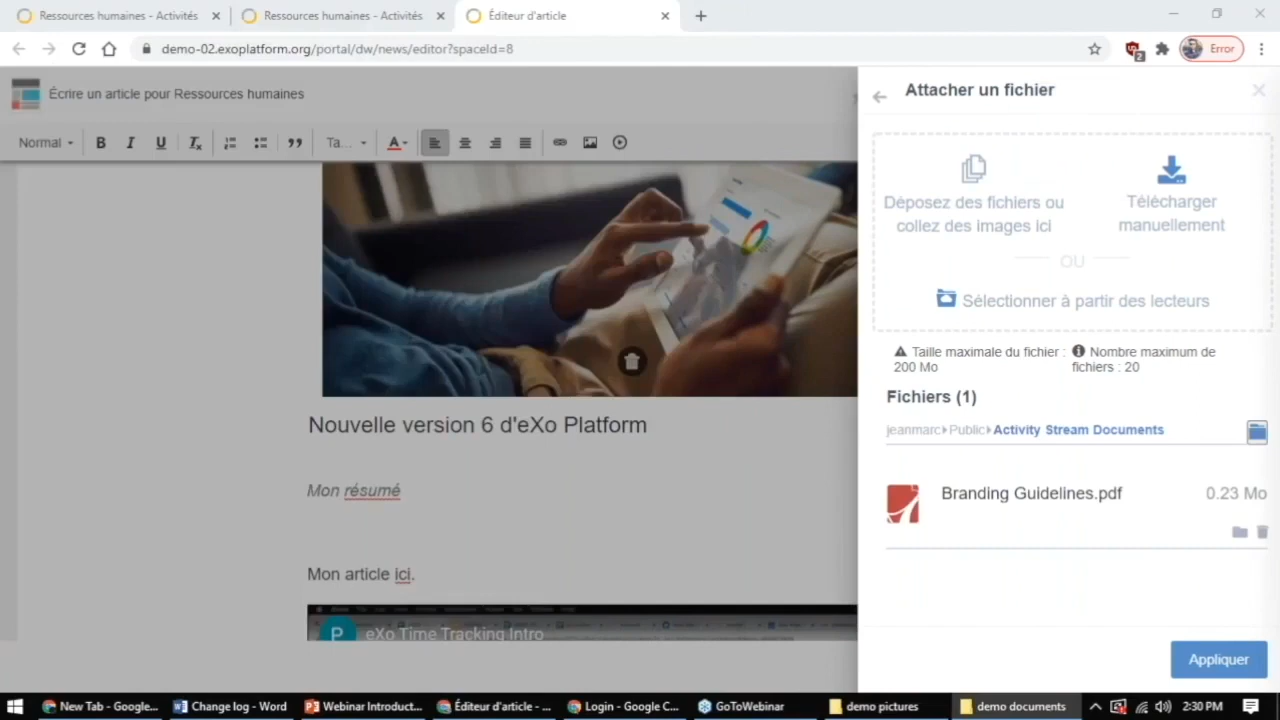 Ressources humaines - Activités
Ressources humaines - Activités
Éditeur d'article
demo-02.exoplatform.org/portal/dw/news/editor?spaceId=8
2
Error
Écrire un article pour Ressources humaines
Normal
B I U Tx
Ta...
A
Nouvelle version 6 d'eXo Platform
Mon résumé
Mon article ici.
P
eXo Time Tracking Intro
Attacher un fichier
Déposez des fichiers ou
collez des images ici
Télécharger
manuellement
OU
Sélectionner à partir des lecteurs
Taille maximale du fichier :
200 Mo
Nombre maximum de
fichiers : 20
Fichiers (1)
jeanmarc Public Activity Stream Documents
Branding Guidelines.pdf
0.23 Mo
Appliquer
New Tab - Google...
Change log - Word
Webinar Introduct...
Éditeur d'article - ...
Login - Google C...
GoToWebinar
demo pictures
demo documents
2:30 PM